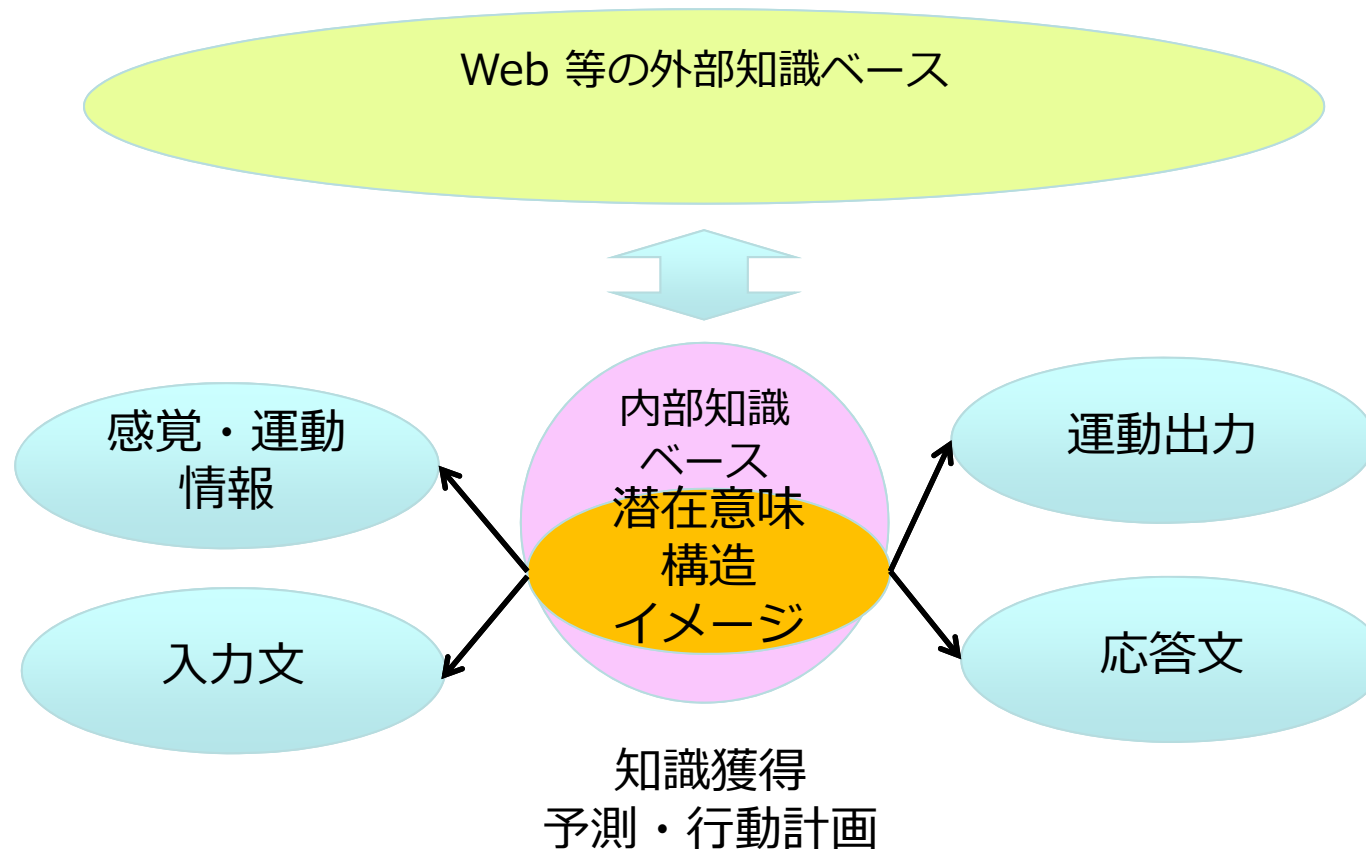 Web 等の外部知識ベース
内部知識
ベース
潜在意味
構造
イメージ
感覚・運動
情報
運動出力
入力文
応答文
知識獲得
予測・行動計画